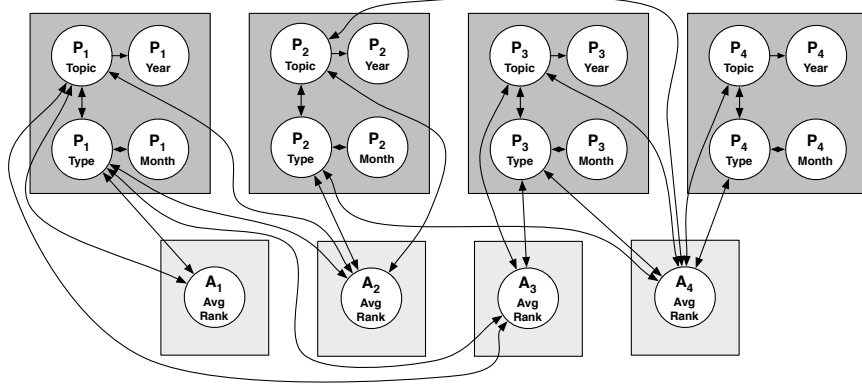 P1 Topic
P1 Year
P2 Topic
P2 Year
P3 Topic
P3 Year
P4 Topic
P4 Year
P1 Type
P1 Month
P2 Type
P2 Month
P3 Type
P3 Month
P4 Type
P4 Month
A1 Avg Rank
A2 Avg Rank
A3 Avg Rank
A4 Avg Rank